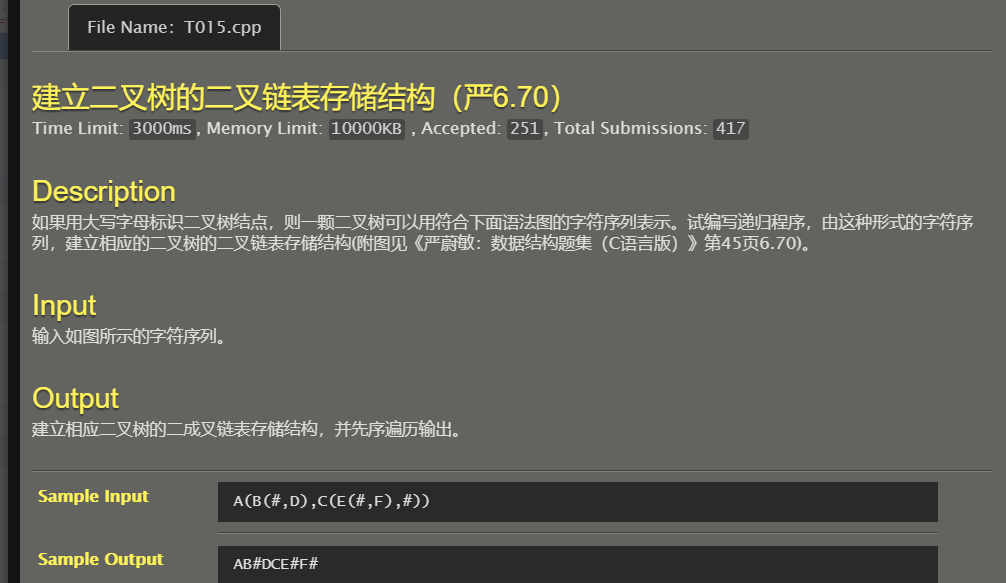 File Name: T015.cpp
建立二叉树的二叉链表存储结构（严6.70）
Time Limit: 3000ms, Memory Limit: 10000KB , Accepted: 251, Total Submissions: 417
Description
如果用大写字母标识二叉树结点，则一颗二叉树可以用符合下面语法图的字符序列表示。试编写递归程序，由这种形式的字符序
列，建立相应的二叉树的二叉链表存储结构(附图见《严蔚敏：数据结构题集（C语言版）》第45页6.70)。
Input
输入如图所示的字符序列。
Output
建立相应二叉树的二成叉链表存储结构，并先序遍历输出。
Sample Input
A(B(#,D),C(E(#,F),#))
Sample Output
AB#DCE#F#